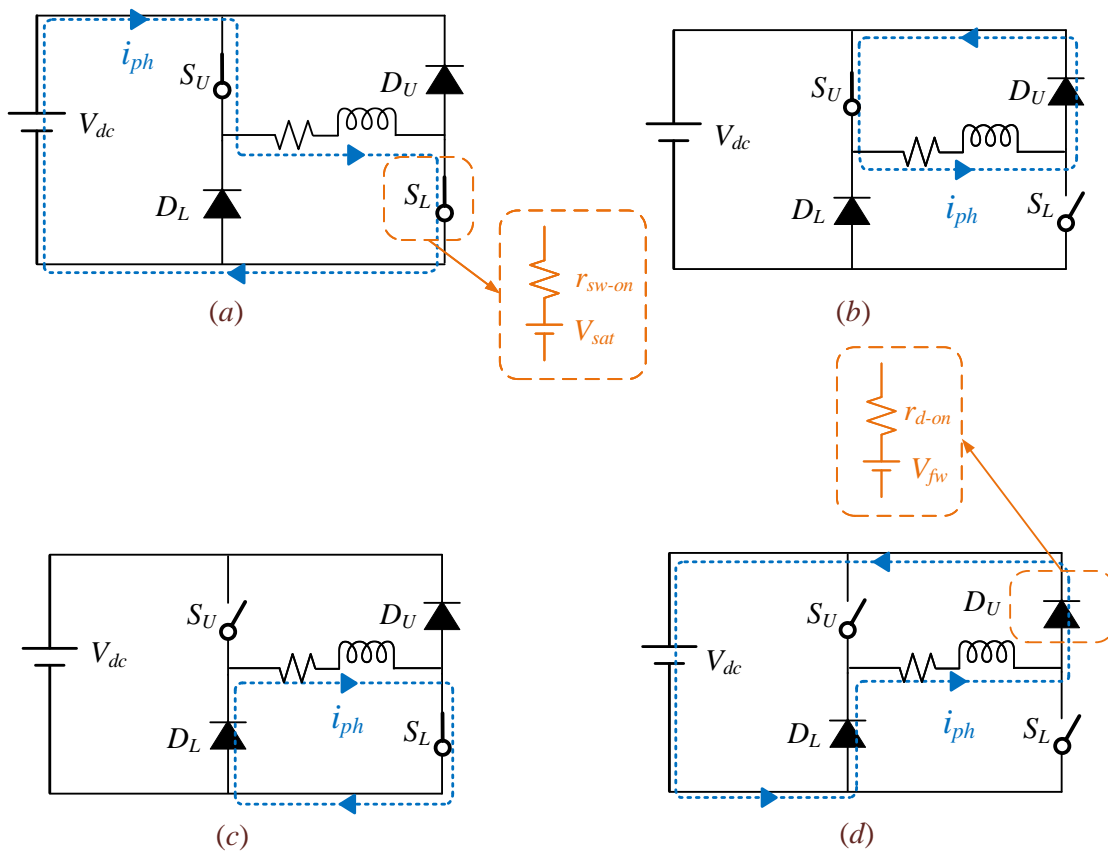 i_ph
S_U
D_U
V_dc
D_L
S_L
r_sw-on
V_sat
(a)
S_U
D_U
V_dc
D_L
i_ph
S_L
(b)
r_d-on
V_fw
S_U
D_U
V_dc
i_ph
D_L
S_L
(c)
S_U
D_U
V_dc
D_L
i_ph
S_L
(d)